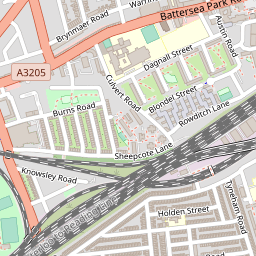 Brynmaer Road
Battersea Park Ro
Austin Road
Dagnall Street
A3205
Culvert Road
Blondel Street
Burns Road
Rowditch Lane
Sheepcote Lane
Knowsley Road
Tyneham Road
Holden Street